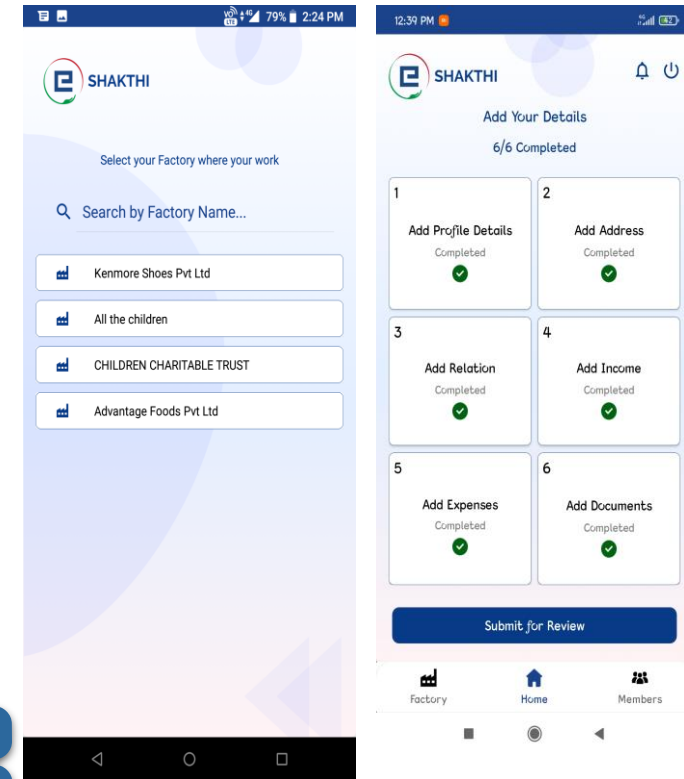 79% 2:24 PM
SHAKTHI
Select your Factory where your work
Search by Factory Name...
Kenmore Shoes Pvt Ltd
All the children
CHILDREN CHARITABLE TRUST
Advantage Foods Pvt Ltd
12:39 PM
SHAKTHI
Add Your Details
6/6 Completed
1
Add Profile Details
Completed
2
Add Address
Completed
3
Add Relation
Completed
4
Add Income
Completed
5
Add Expenses
Completed
6
Add Documents
Completed
Submit for Review
Factory
Home
Members